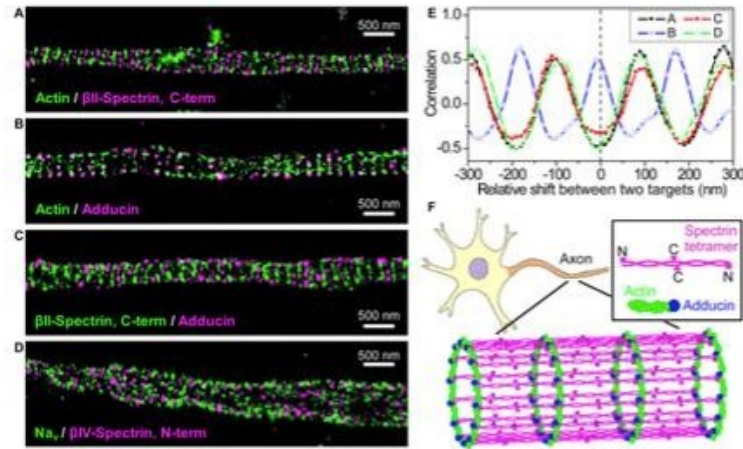 A
500 nm
Actin / βII-Spectrin, C-term
B
500 nm
Actin / Adducin
C
500 nm
βII-Spectrin, C-term / Adducin
D
500 nm
Naᵥ / βIV-Spectrin, N-term
E
A C
B D
Correlation
0.5
0.0
-0.5
-300 -200 -100 0 100 200 300
Relative shift between two targets (nm)
F
Axon
Spectrin
tetramer
N
C
C
N
Actin
Adducin